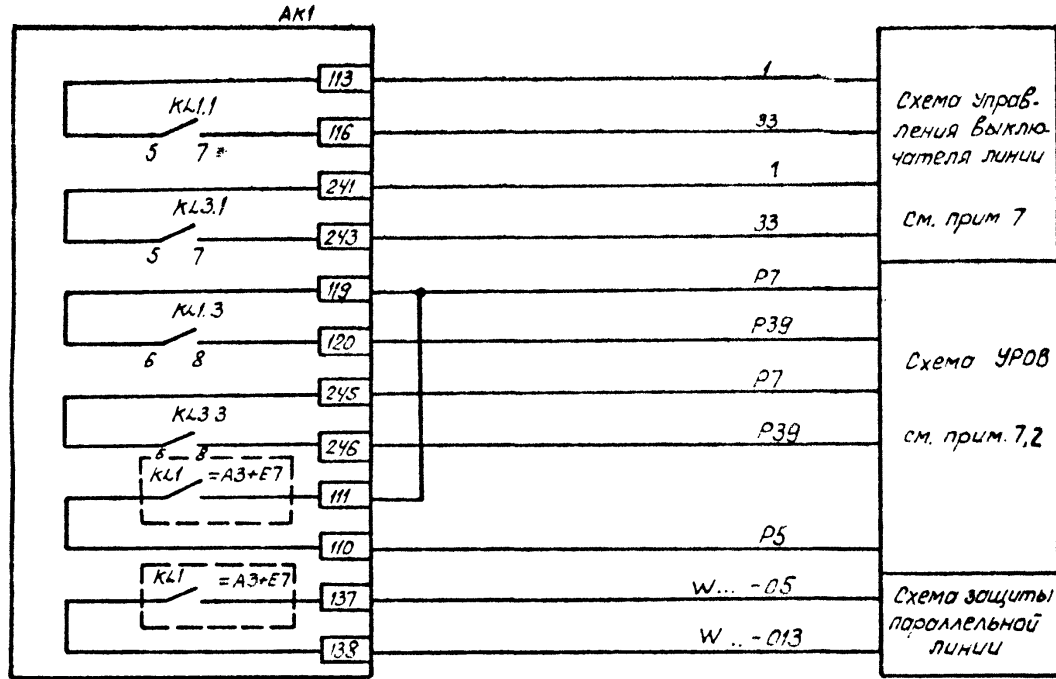 АК1
113
1
KL1.1
116
33
5 7
241
1
KL3.1
243
33
5 7
Схема управ-
ления выклю-
чателя линии
см. прим 7
119
P7
KL1.3
120
P39
6 8
245
P7
KL3.3
246
P39
6 8
KL1 =A3+E7
111
110
P5
Схема УРОВ
см. прим. 7,2
KL1 =A3+E7
137
W... -05
138
W.. -013
Схема защиты
параллельной
линии